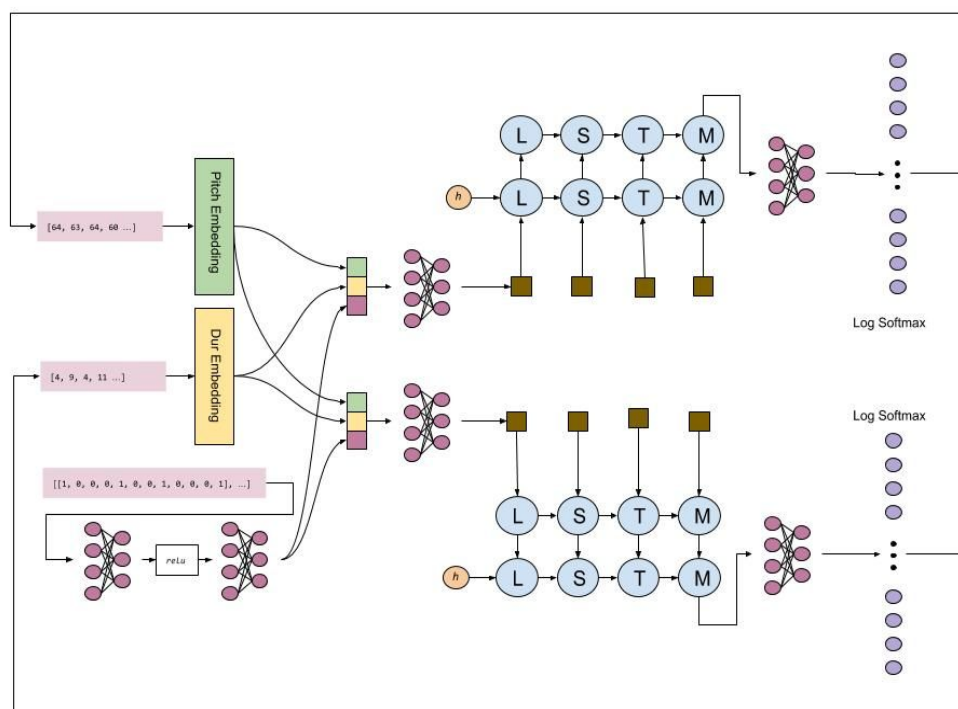 L S T M
Pitch Embedding
h L S T M
[64, 63, 64, 60 ...]
Log Softmax
Dur Embedding
[4, 9, 4, 11 ...]
Log Softmax
[[1, 0, 0, 0, 1, 0, 0, 1, 0, 0, 0, 1], ...]
L S T M
relu
h L S T M